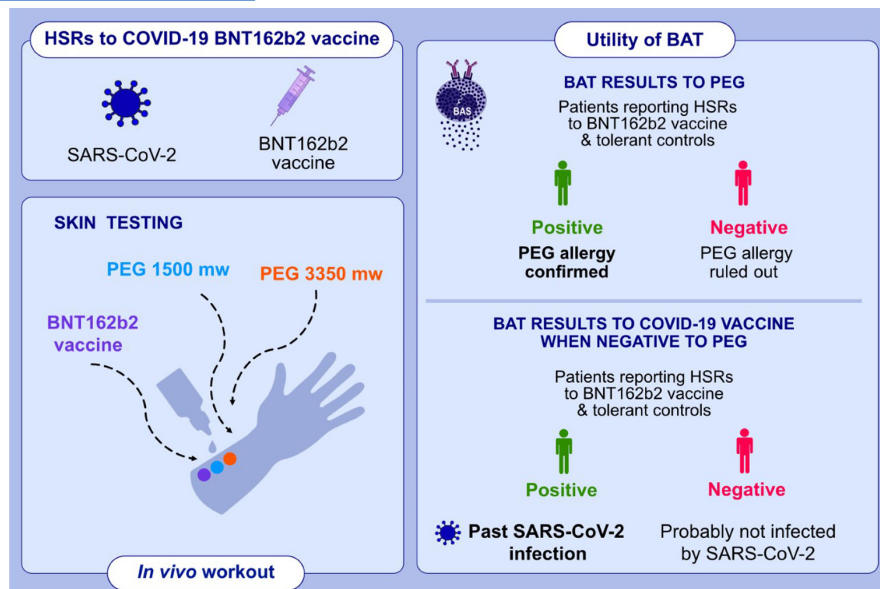 HSRs to COVID-19 BNT162b2 vaccine
SARS-CoV-2
BNT162b2
vaccine
SKIN TESTING
PEG 1500 mw
PEG 3350 mw
BNT162b2
vaccine
In vivo workout
Utility of BAT
BAS
BAT RESULTS TO PEG
Patients reporting HSRs
to BNT162b2 vaccine
& tolerant controls
Positive
PEG allergy
confirmed
Negative
PEG allergy
ruled out
BAT RESULTS TO COVID-19 VACCINE
WHEN NEGATIVE TO PEG
Patients reporting HSRs
to BNT162b2 vaccine
& tolerant controls
Positive
Past SARS-CoV-2
infection
Negative
Probably not infected
by SARS-CoV-2